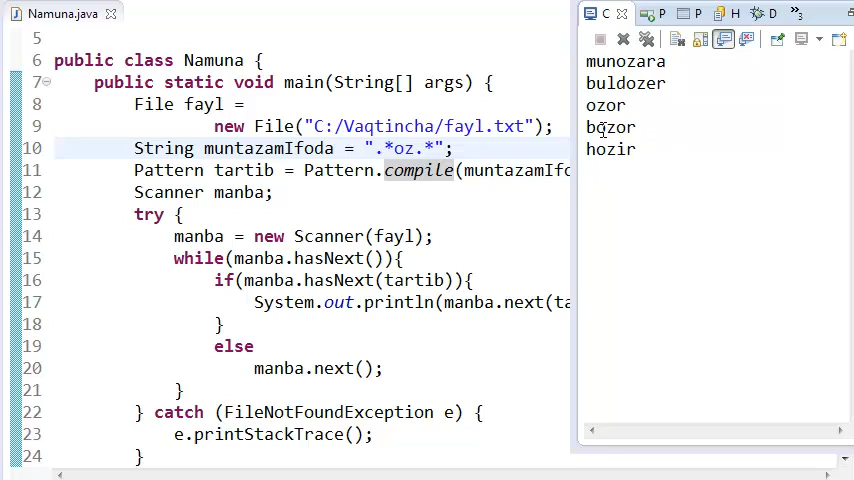 Namuna.java
5
6 public class Namuna {
7 public static void main(String[] args) {
8 File fayl =
9 new File("C:/Vaqtincha/fayl.txt");
10 String muntazamIfoda = ".*oz.*";
11 Pattern tartib = Pattern.compile(muntazamIfo
12 Scanner manba;
13 try {
14 manba = new Scanner(fayl);
15 while(manba.hasNext()){
16 if(manba.hasNext(tartib)){
17 System.out.println(manba.next(ta
18 }
19 else
20 manba.next();
21 }
22 } catch (FileNotFoundException e) {
23 e.printStackTrace();
24 }
C P P H D »3
munozara
buldozer
ozor
bozor
hozir